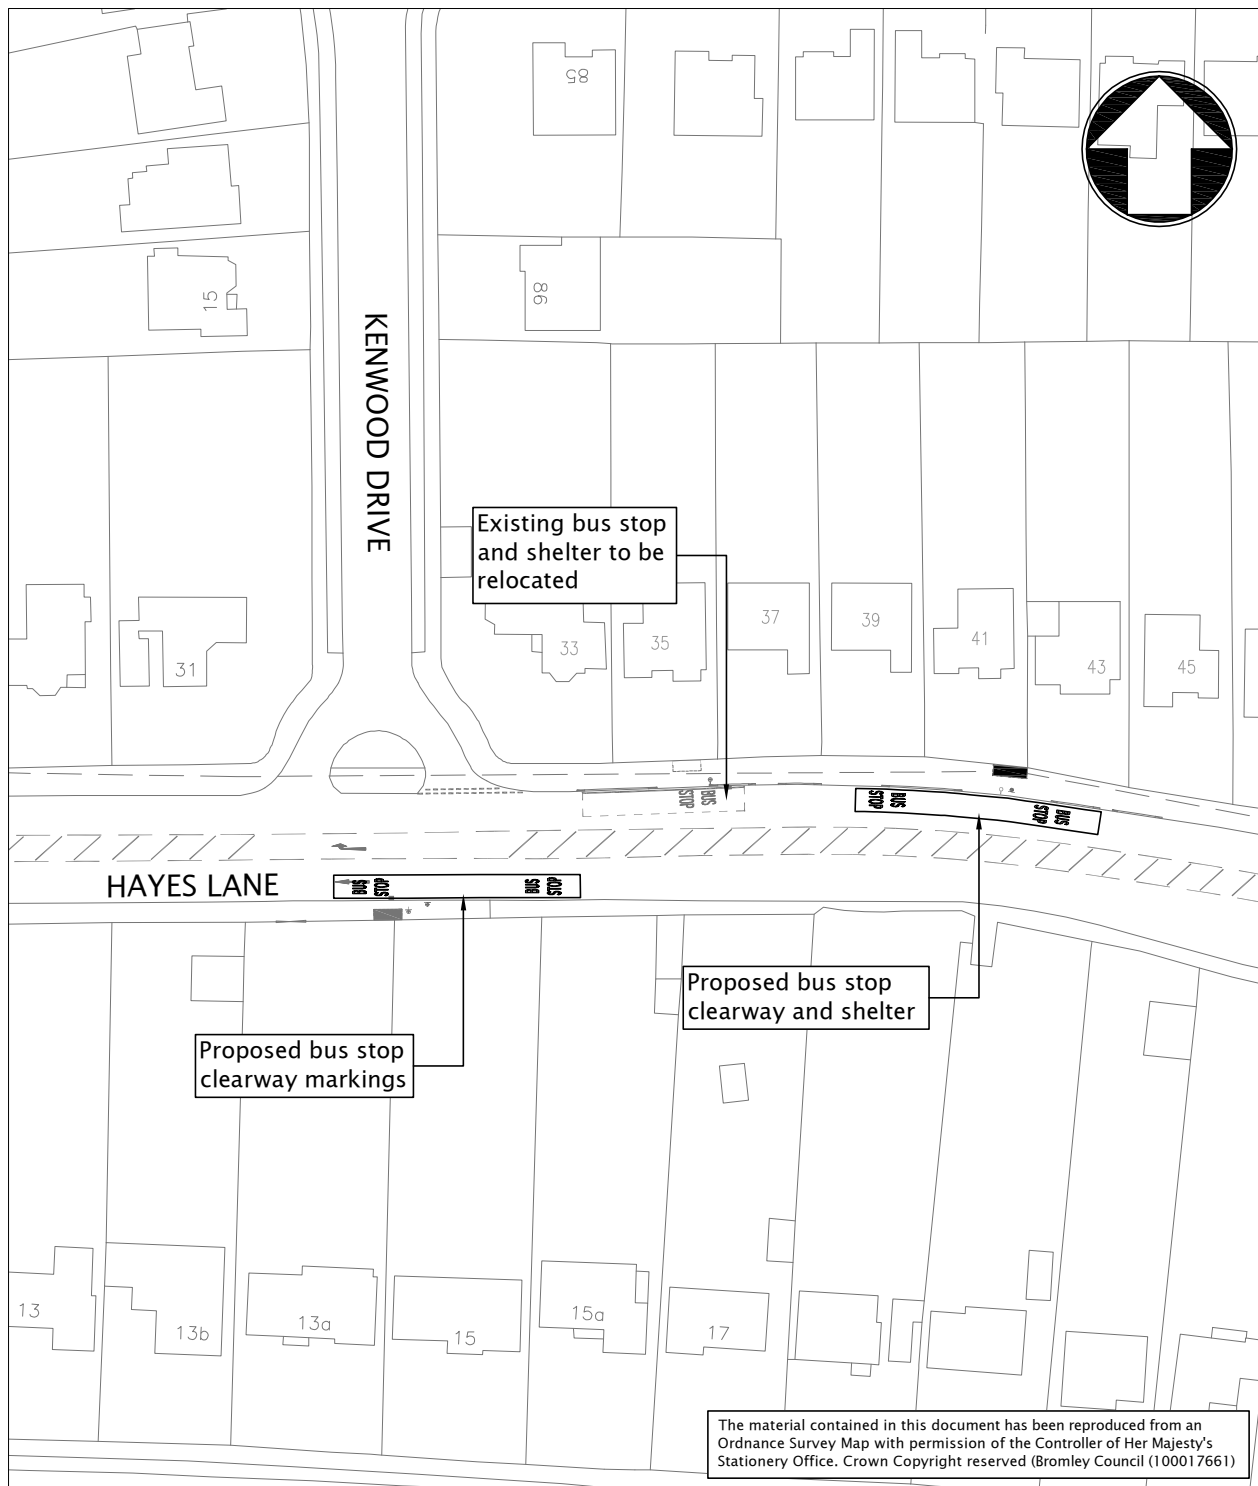 85
86
15
KENWOOD DRIVE
Existing bus stop
and shelter to be
relocated
31
33
35
37
39
41
43
45
BUS
STOP
BUS
STOP
BUS
STOP
HAYES LANE
BUS
STOP
BUS
STOP
Proposed bus stop
clearway and shelter
Proposed bus stop
clearway markings
13
13b
13a
15
15a
17
The material contained in this document has been reproduced from an
Ordnance Survey Map with permission of the Controller of Her Majesty's
Stationery Office. Crown Copyright reserved (Bromley Council (100017661)